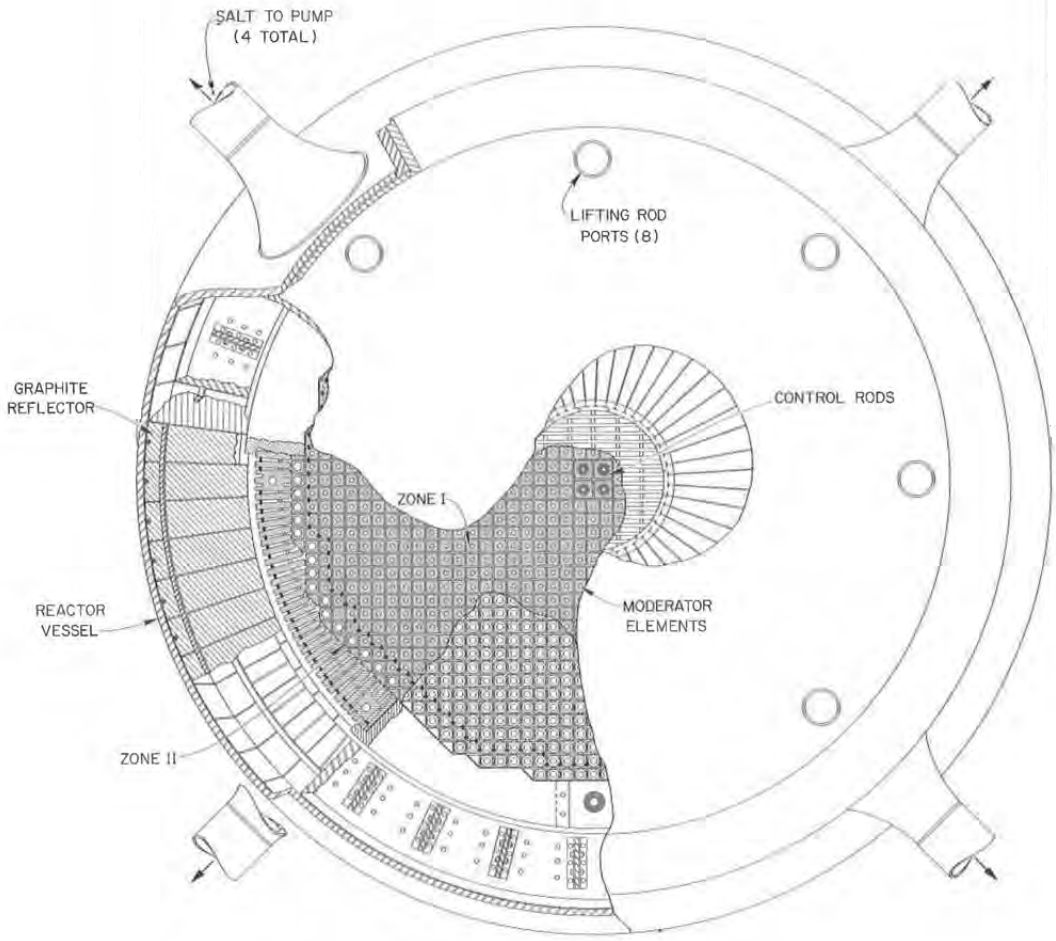 SALT TO PUMP
(4 TOTAL)
LIFTING ROD
PORTS (8)
GRAPHITE
REFLECTOR
CONTROL RODS
ZONE I
REACTOR
VESSEL
MODERATOR
ELEMENTS
ZONE II